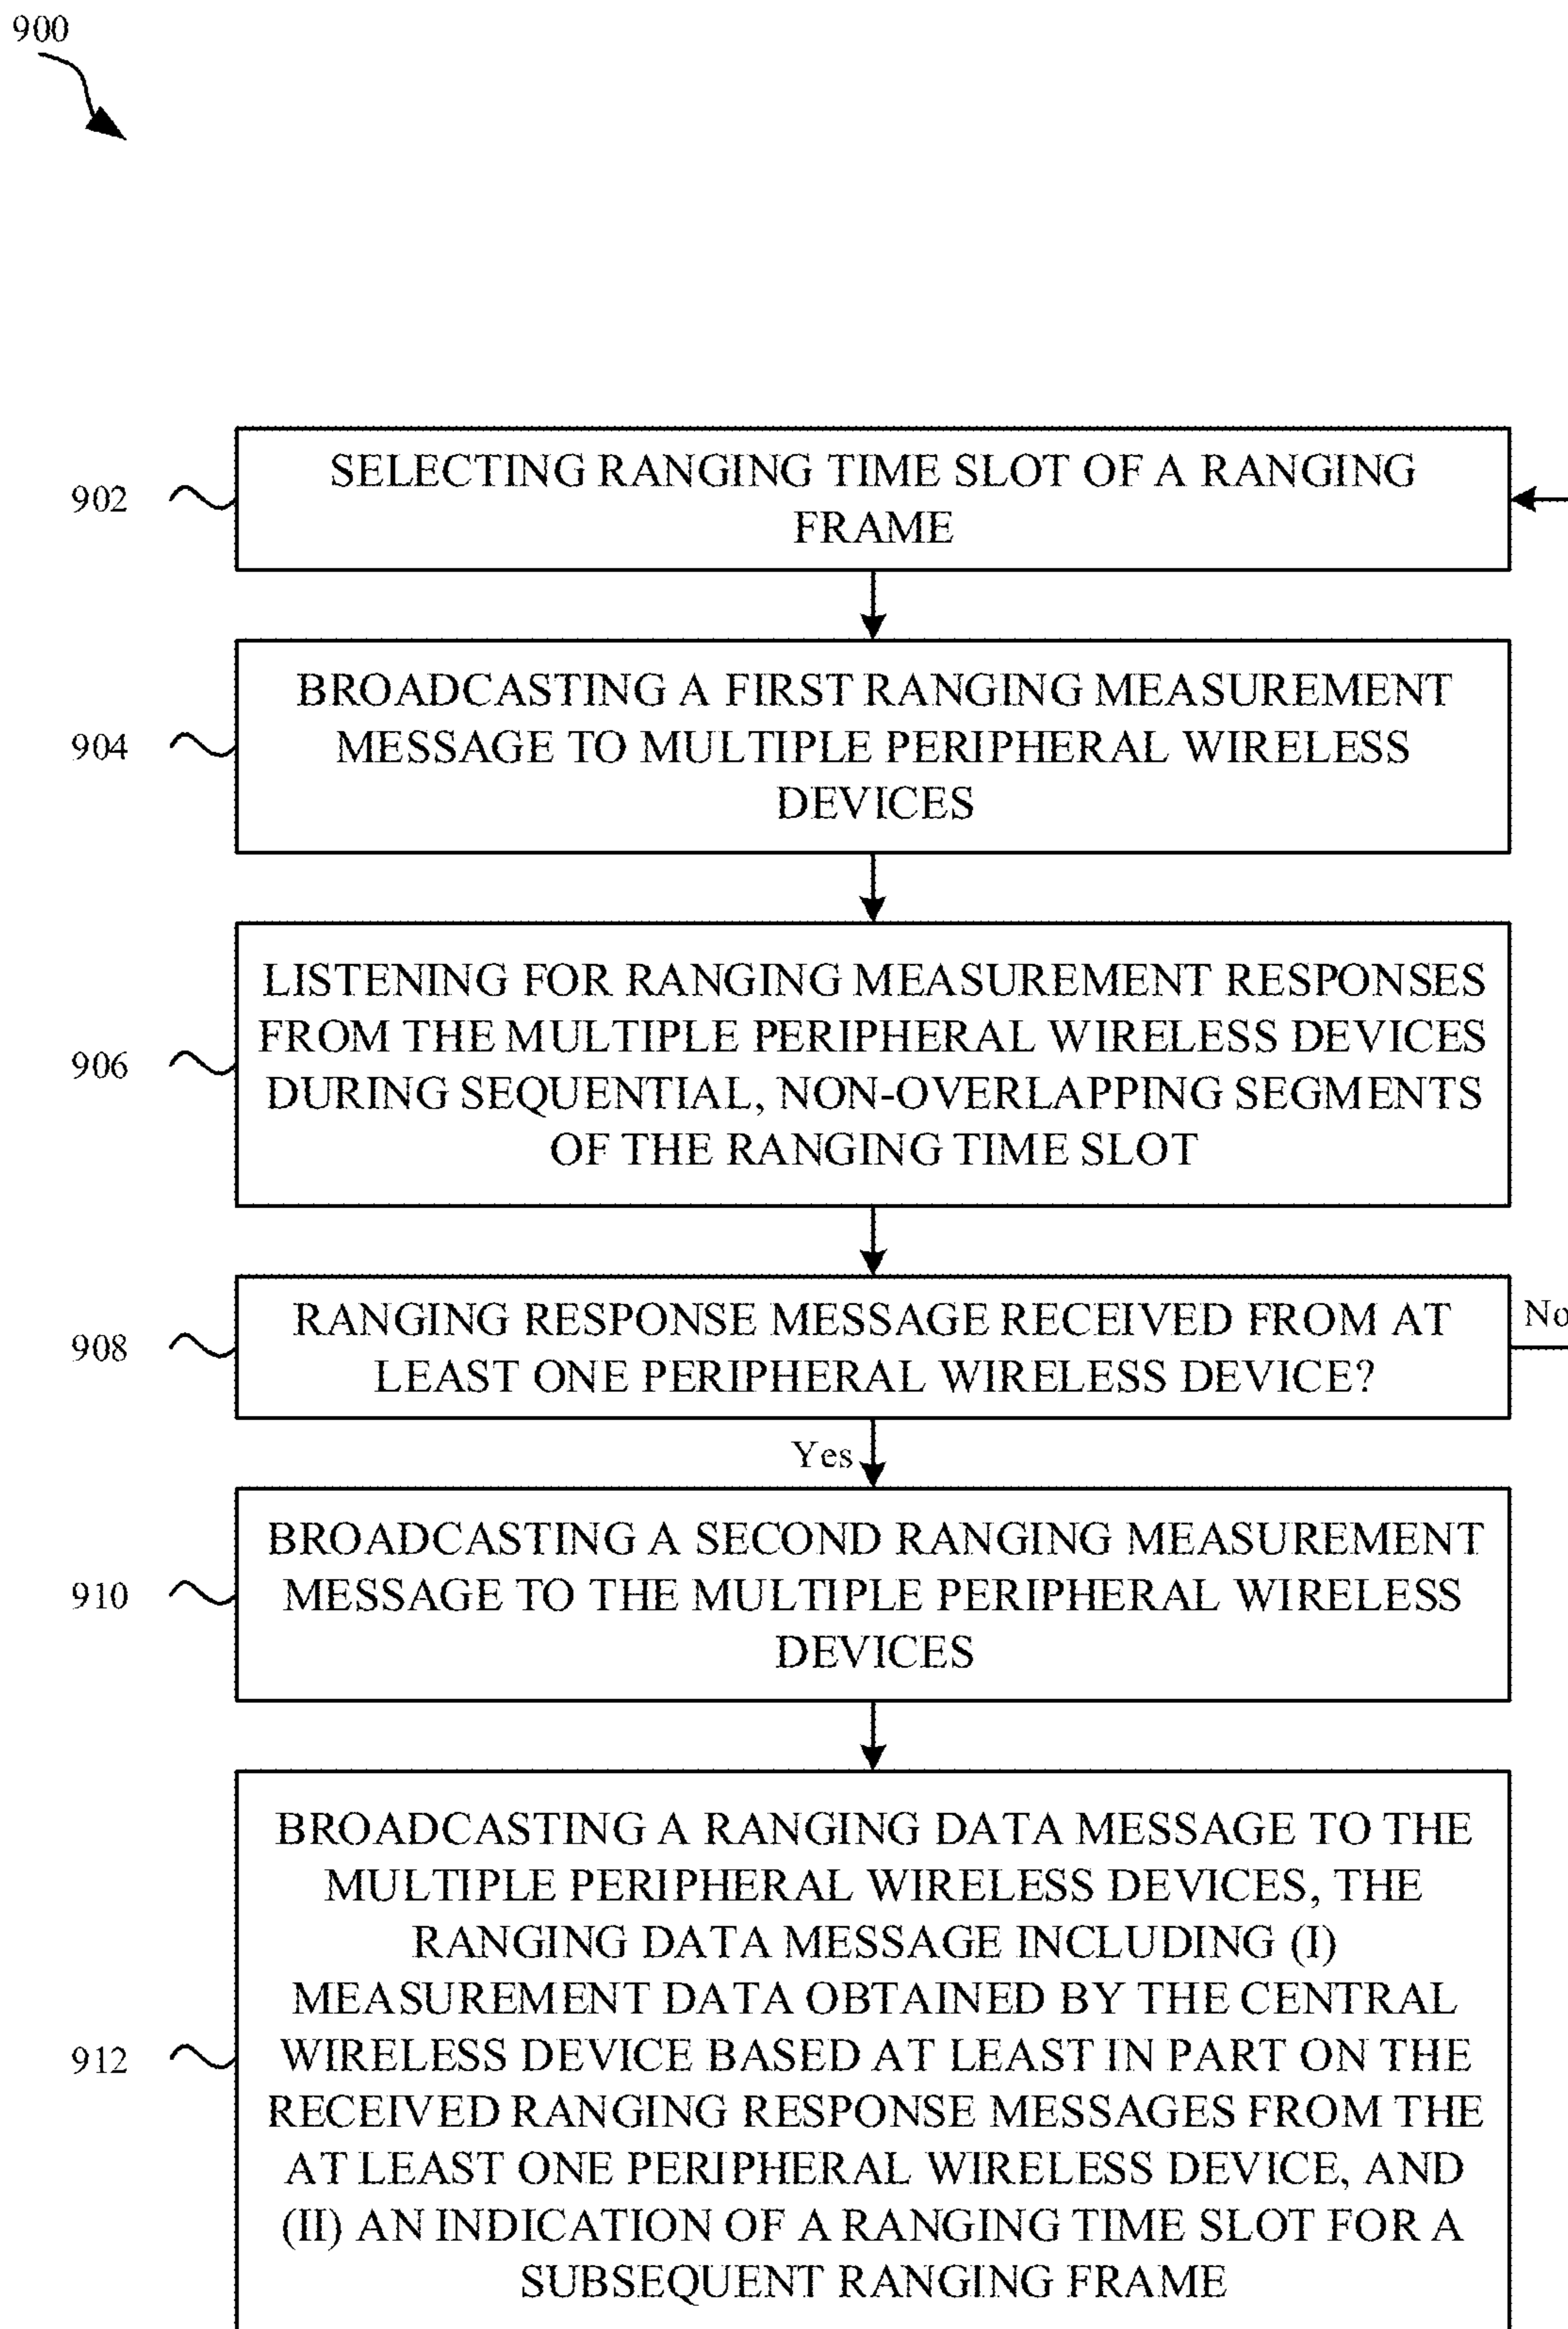 900
902
SELECTING RANGING TIME SLOT OF A RANGING
FRAME
904
BROADCASTING A FIRST RANGING MEASUREMENT
MESSAGE TO MULTIPLE PERIPHERAL WIRELESS
DEVICES
906
LISTENING FOR RANGING MEASUREMENT RESPONSES
FROM THE MULTIPLE PERIPHERAL WIRELESS DEVICES
DURING SEQUENTIAL, NON-OVERLAPPING SEGMENTS
OF THE RANGING TIME SLOT
908
RANGING RESPONSE MESSAGE RECEIVED FROM AT
LEAST ONE PERIPHERAL WIRELESS DEVICE?
No
Yes
910
BROADCASTING A SECOND RANGING MEASUREMENT
MESSAGE TO THE MULTIPLE PERIPHERAL WIRELESS
DEVICES
912
BROADCASTING A RANGING DATA MESSAGE TO THE
MULTIPLE PERIPHERAL WIRELESS DEVICES, THE
RANGING DATA MESSAGE INCLUDING (I)
MEASUREMENT DATA OBTAINED BY THE CENTRAL
WIRELESS DEVICE BASED AT LEAST IN PART ON THE
RECEIVED RANGING RESPONSE MESSAGES FROM THE
AT LEAST ONE PERIPHERAL WIRELESS DEVICE, AND
(II) AN INDICATION OF A RANGING TIME SLOT FOR A
SUBSEQUENT RANGING FRAME